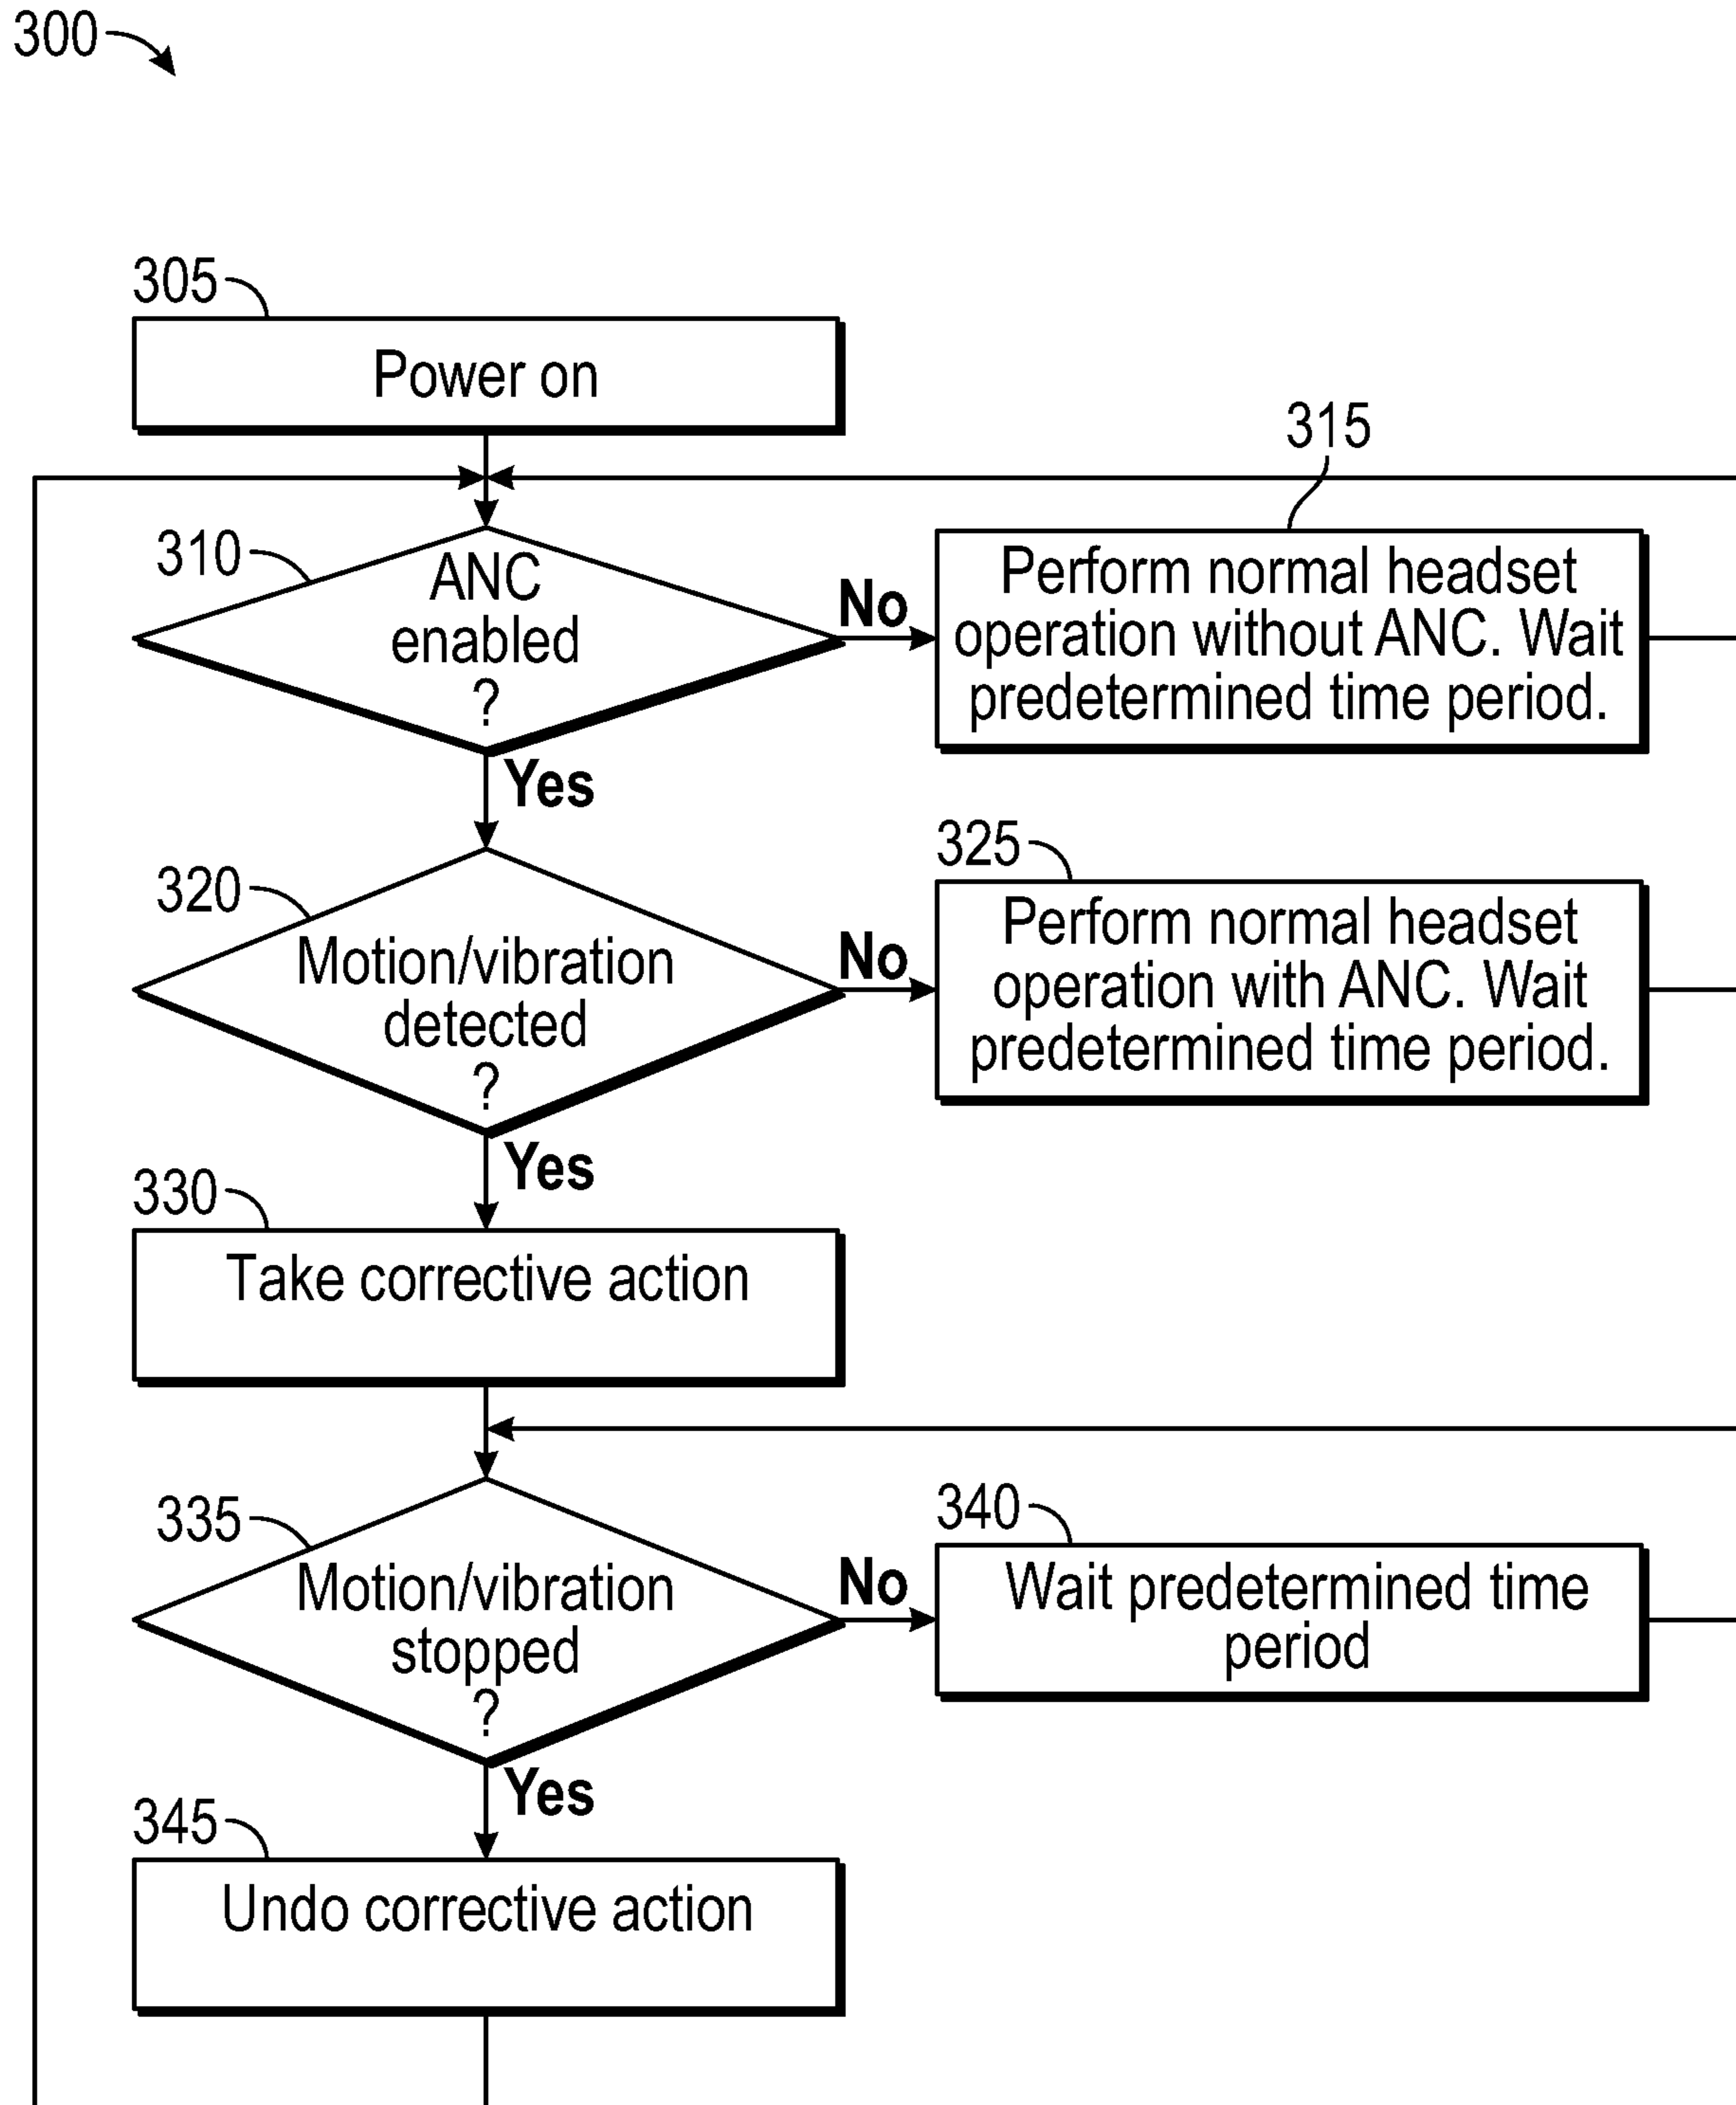 300
305
Power on
315
310
ANC
enabled
?
No
Perform normal headset
operation without ANC. Wait
predetermined time period.
Yes
325
320
Motion/vibration
detected
?
No
Perform normal headset
operation with ANC. Wait
predetermined time period.
Yes
330
Take corrective action
335
Motion/vibration
stopped
?
No
340
Wait predetermined time
period
Yes
345
Undo corrective action